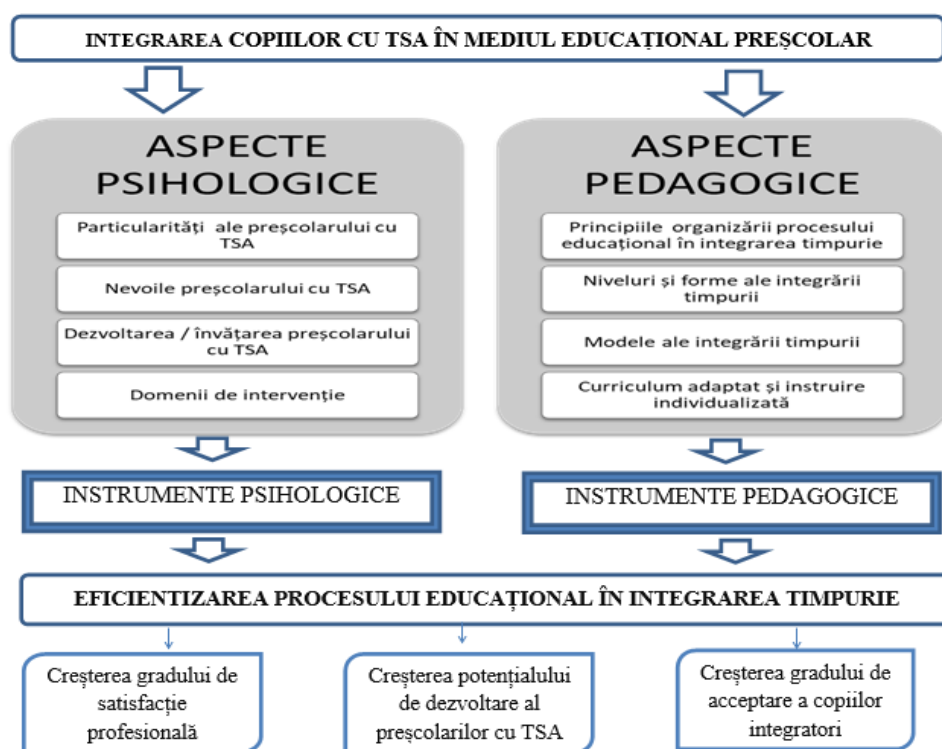 INTEGRAREA COPIILOR CU TSA ÎN MEDIUL EDUCAȚIONAL PREȘCOLAR
ASPECTE
PSIHOLOGICE
Particularități ale preșcolarului cu
TSA
Nevoile preșcolarului cu TSA
Dezvoltarea / învățarea preșcolarului
cu TSA
Domenii de intervenție
ASPECTE
PEDAGOGICE
Principiile organizării procesului
educațional în integrarea timpurie
Niveluri și forme ale integrării
timpurii
Modele ale integrării timpurii
Curriculum adaptat și instruire
individualizată
INSTRUMENTE PSIHOLOGICE
INSTRUMENTE PEDAGOGICE
EFICIENTIZAREA PROCESULUI EDUCAȚIONAL ÎN INTEGRAREA TIMPURIE
Creșterea gradului de
satisfacție
profesională
Creșterea potențialului
de dezvoltare al
preșcolarilor cu TSA
Creșterea gradului de
acceptare a copiilor
integratori